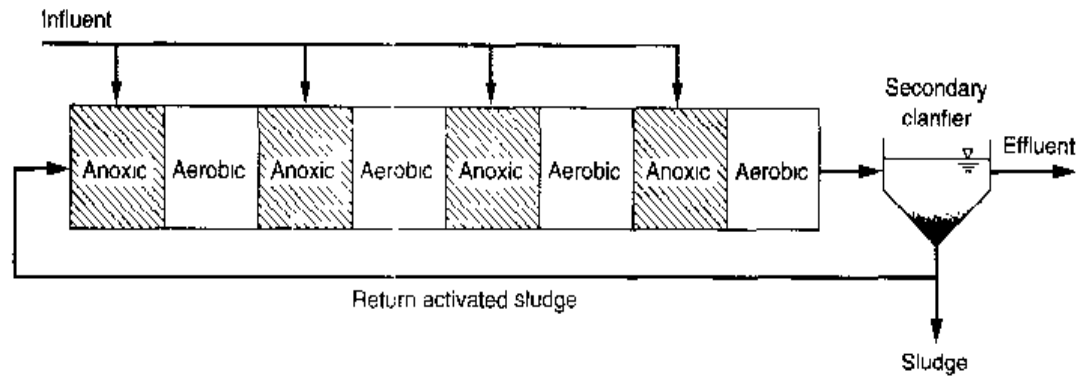 Influent
Secondary
clarifier
Effluent
Anoxic Aerobic Anoxic Aerobic Anoxic Aerobic Anoxic Aerobic
Return activated sludge
Sludge